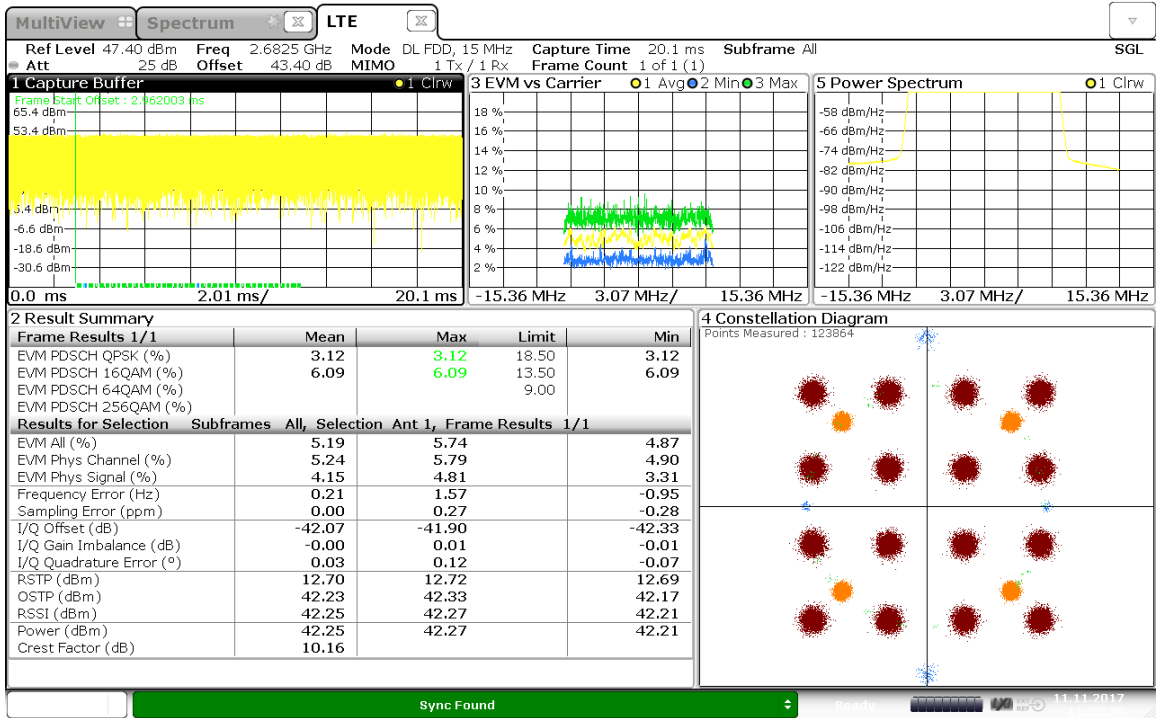 MultiView Spectrum LTE
Ref Level 47.40 dBm Freq 2.6825 GHz Mode DL FDD, 15 MHz Capture Time 20.1 ms Subframe All SGL
Att 25 dB Offset 43.40 dB MIMO 1 Tx / 1 Rx Frame Count 1 of 1 (1)
1 Capture Buffer 1 Clrw
Frame Start Offset : 2.962003 ms
65.4 dBm
53.4 dBm
5.4 dBm
-6.6 dBm
-18.6 dBm
-30.6 dBm
0.0 ms 2.01 ms/ 20.1 ms
3 EVM vs Carrier 1 Avg 2 Min 3 Max
18 %
16 %
14 %
12 %
10 %
8 %
6 %
4 %
2 %
-15.36 MHz 3.07 MHz/ 15.36 MHz
5 Power Spectrum 1 Clrw
-58 dBm/Hz
-66 dBm/Hz
-74 dBm/Hz
-82 dBm/Hz
-90 dBm/Hz
-98 dBm/Hz
-106 dBm/Hz
-114 dBm/Hz
-122 dBm/Hz
-15.36 MHz 3.07 MHz/ 15.36 MHz
2 Result Summary
Frame Results 1/1 Mean Max Limit Min
EVM PDSCH QPSK (%) 3.12 3.12 18.50 3.12
EVM PDSCH 16QAM (%) 6.09 6.09 13.50 6.09
EVM PDSCH 64QAM (%) 9.00
EVM PDSCH 256QAM (%)
Results for Selection Subframes All, Selection Ant 1, Frame Results 1/1
EVM All (%) 5.19 5.74 4.87
EVM Phys Channel (%) 5.24 5.79 4.90
EVM Phys Signal (%) 4.15 4.81 3.31
Frequency Error (Hz) 0.21 1.57 -0.95
Sampling Error (ppm) 0.00 0.27 -0.28
I/Q Offset (dB) -42.07 -41.90 -42.33
I/Q Gain Imbalance (dB) -0.00 0.01 -0.01
I/Q Quadrature Error (°) 0.03 0.12 -0.07
RSTP (dBm) 12.70 12.72 12.69
OSTP (dBm) 42.23 42.33 42.17
RSSI (dBm) 42.25 42.27 42.21
Power (dBm) 42.25 42.27 42.21
Crest Factor (dB) 10.16
4 Constellation Diagram
Points Measured : 123864
Sync Found
Ready
LXI
EXT REF
11.11.2017